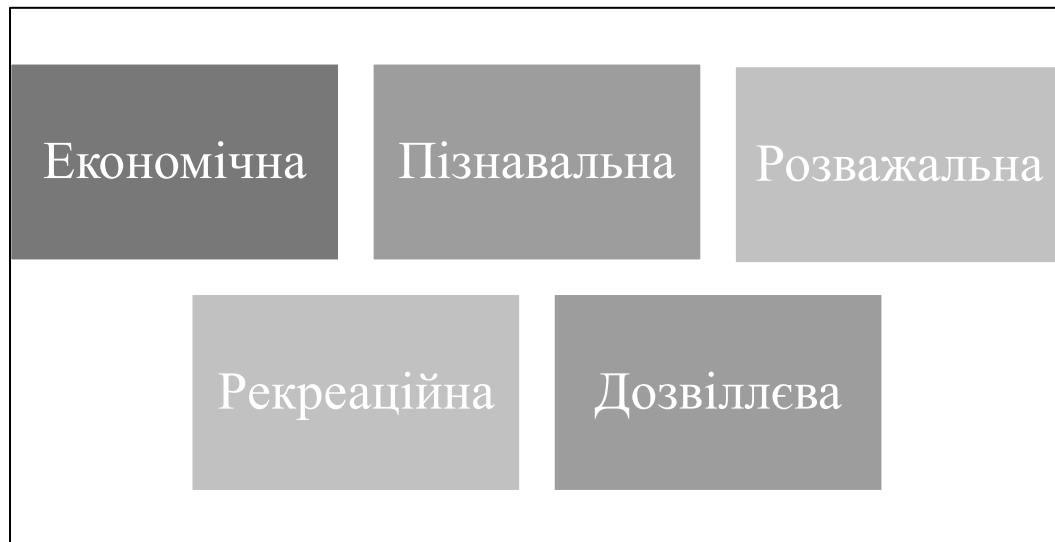 Економічна
Пізнавальна
Розважальна
Рекреаційна
Дозвіллєва